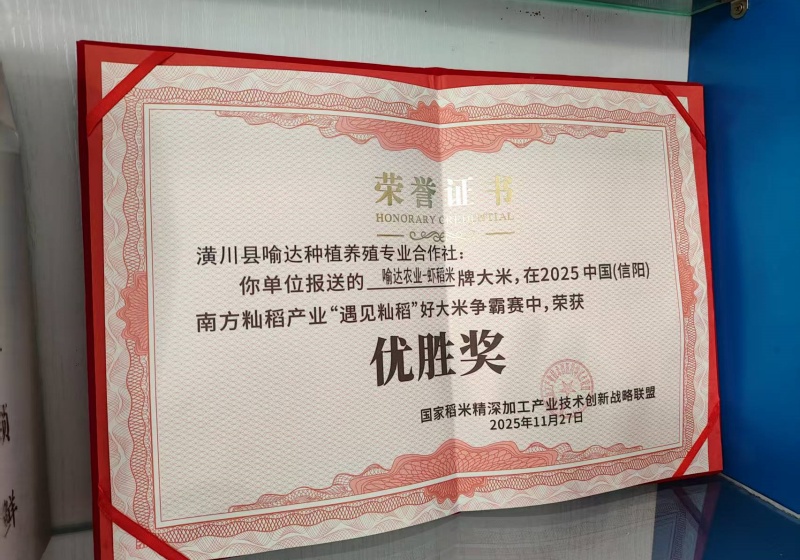 荣誉证书
HONORARY CREDENTIAL
潢川县喻达种植养殖专业合作社：
你单位报送的喻达农业-虾稻米牌大米，在2025中国(信阳)
南方籼稻产业“遇见籼稻”好大米争霸赛中，荣获
优胜奖
国家稻米精深加工产业技术创新战略联盟
2025年11月27日
鲜